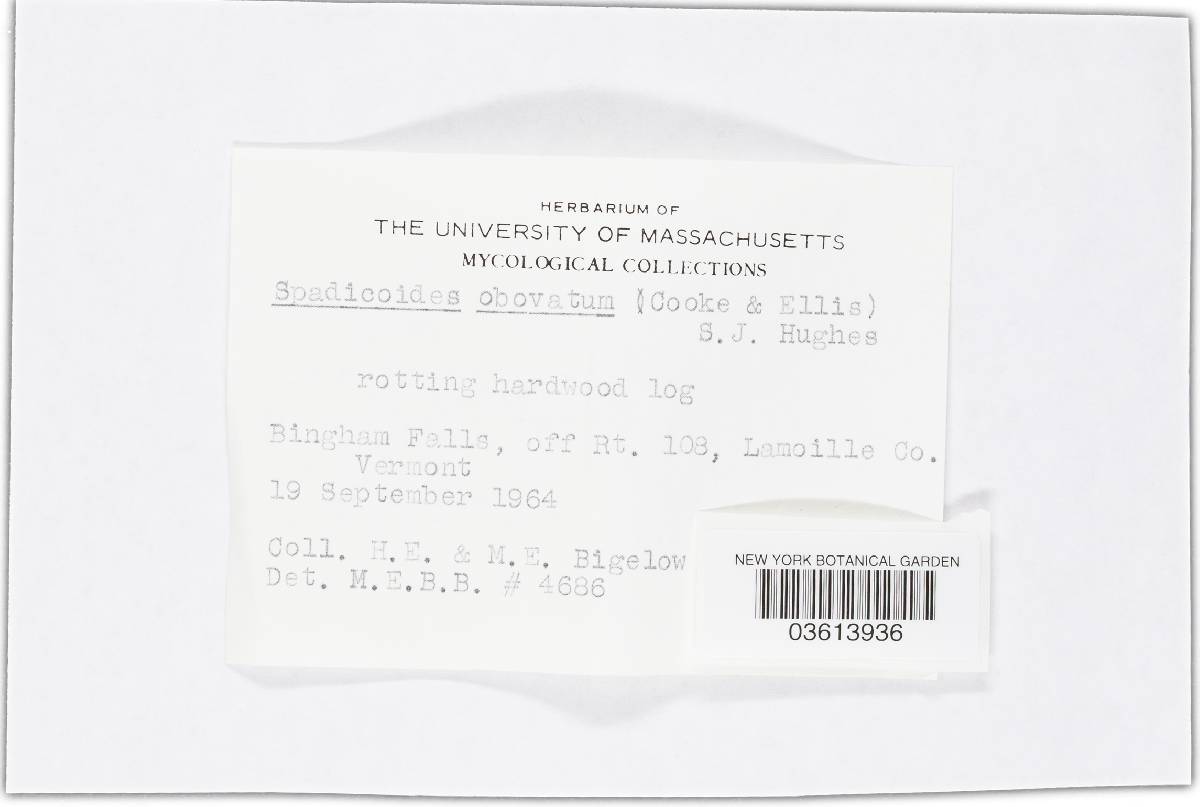 HERBARIUM OF
THE UNIVERSITY OF MASSACHUSETTS
MYCOLOGICAL COLLECTIONS
Spadicoides obovatum (Cooke & Ellis)
S.J. Hughes
rotting hardwood log
Bingham Falls, off Rt. 108, Lamoille Co.
Vermont
19 September 1964
Coll. H.E. & M.E. Bigelow
Det. M.E.B.B. # 4686
NEW YORK BOTANICAL GARDEN
03613936